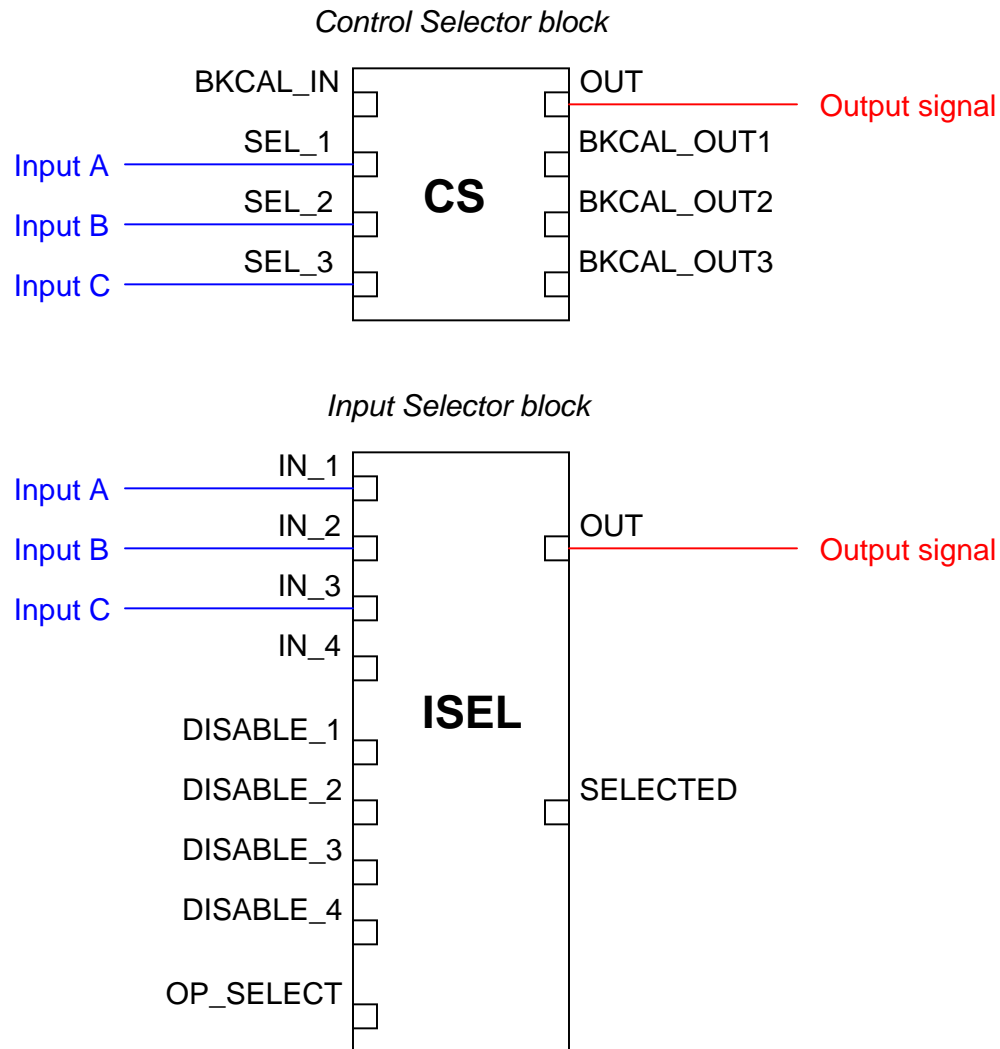 Control Selector block
BKCAL_IN
OUT
Output signal
SEL_1
BKCAL_OUT1
Input A
CS
SEL_2
BKCAL_OUT2
Input B
SEL_3
BKCAL_OUT3
Input C
Input Selector block
IN_1
Input A
IN_2
OUT
Input B
Output signal
IN_3
Input C
IN_4
ISEL
DISABLE_1
DISABLE_2
SELECTED
DISABLE_3
DISABLE_4
OP_SELECT